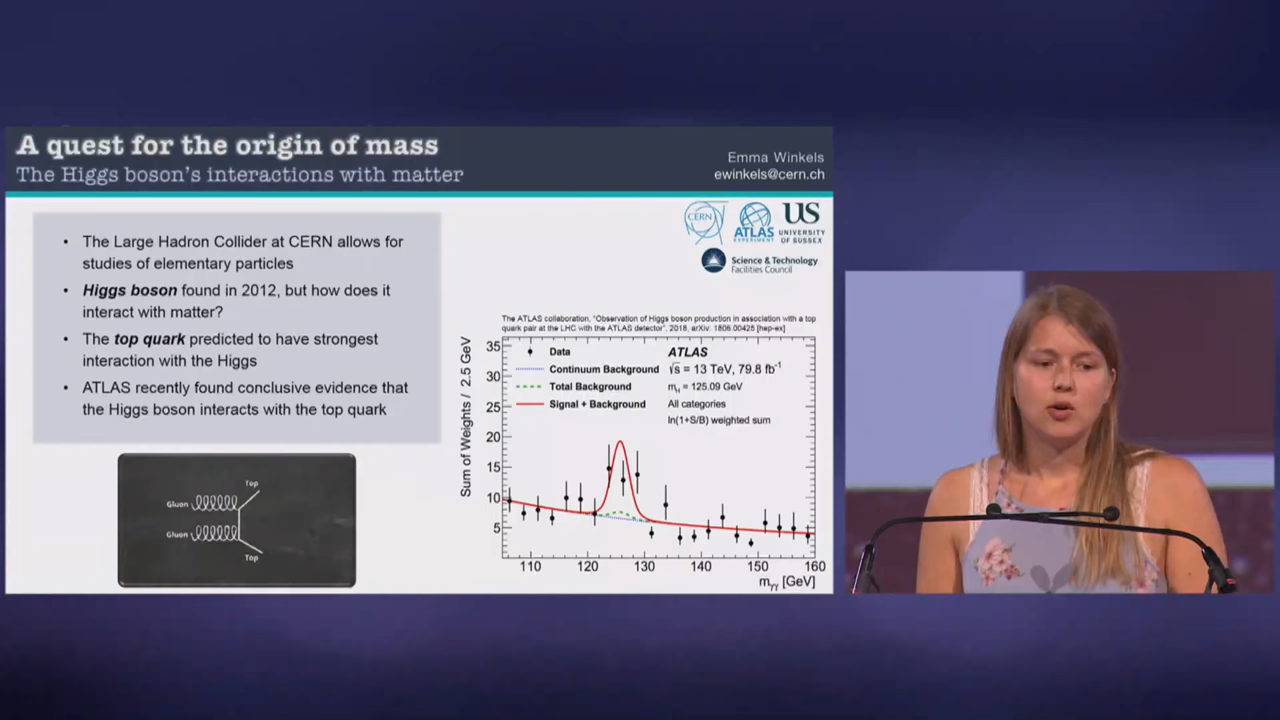 A quest for the origin of mass
The Higgs boson's interactions with matter
Emma Winkels
ewinkels@cern.ch
• The Large Hadron Collider at CERN allows for
studies of elementary particles
• Higgs boson found in 2012, but how does it
interact with matter?
• The top quark predicted to have strongest
interaction with the Higgs
• ATLAS recently found conclusive evidence that
the Higgs boson interacts with the top quark
CERN
ATLAS
EXPERIMENT
US
UNIVERSITY
OF SUSSEX
Science & Technology
Facilities Council
The ATLAS collaboration, "Observation of Higgs boson production in association with a top
quark pair at the LHC with the ATLAS detector", 2018, arXiv: 1806.00425 [hep-ex]
Sum of Weights / 2.5 GeV
35
30
25
20
15
10
5
Data
Continuum Background
Total Background
Signal + Background
ATLAS
√s = 13 TeV, 79.8 fb⁻¹
m_H = 125.09 GeV
All categories
ln(1+S/B) weighted sum
110 120 130 140 150 160
m_γγ [GeV]
Top
Gluon
Gluon
Top